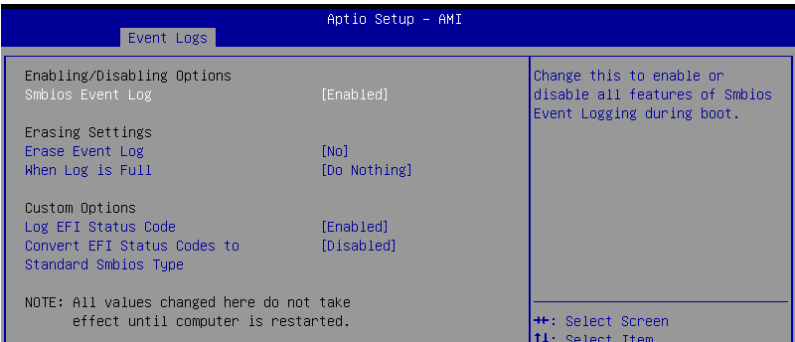 Aptio Setup – AMI
Event Logs
Enabling/Disabling Options
Smbios Event Log [Enabled]
Erasing Settings
Erase Event Log [No]
When Log is Full [Do Nothing]
Custom Options
Log EFI Status Code [Enabled]
Convert EFI Status Codes to [Disabled]
Standard Smbios Type
NOTE: All values changed here do not take
effect until computer is restarted.
Change this to enable or
disable all features of Smbios
Event Logging during boot.
→←: Select Screen
↑↓: Select Item